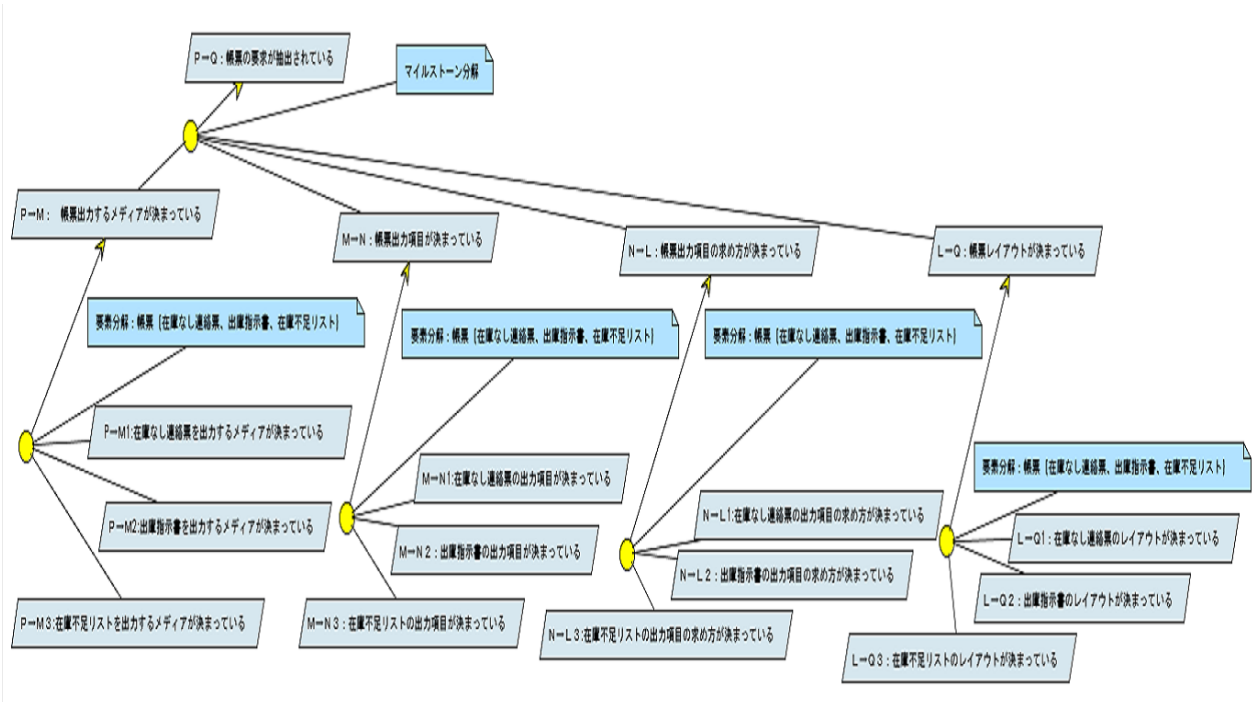 P→Q:帳票の要求が抽出されている
マイルストーン分解
P→M: 帳票出力するメディアが決まっている
M→N:帳票出力項目が決まっている
N→L:帳票出力項目の求め方が決まっている
L→Q:帳票レイアウトが決まっている
要素分解:帳票 [在庫なし連絡票、出庫指示書、在庫不足リスト]
要素分解:帳票 [在庫なし連絡票、出庫指示書、在庫不足リスト]
要素分解:帳票 [在庫なし連絡票、出庫指示書、在庫不足リスト]
要素分解:帳票 [在庫なし連絡票、出庫指示書、在庫不足リスト]
P→M1:在庫なし連絡票を出力するメディアが決まっている
P→M2:出庫指示書を出力するメディアが決まっている
P→M3:在庫不足リストを出力するメディアが決まっている
M→N1:在庫なし連絡票の出力項目が決まっている
M→N2:出庫指示書の出力項目が決まっている
M→N3:在庫不足リストの出力項目が決まっている
N→L1:在庫なし連絡票の出力項目の求め方が決まっている
N→L2:出庫指示書の出力項目の求め方が決まっている
N→L3:在庫不足リストの出力項目の求め方が決まっている
L→Q1:在庫なし連絡票のレイアウトが決まっている
L→Q2:出庫指示書のレイアウトが決まっている
L→Q3:在庫不足リストのレイアウトが決まっている